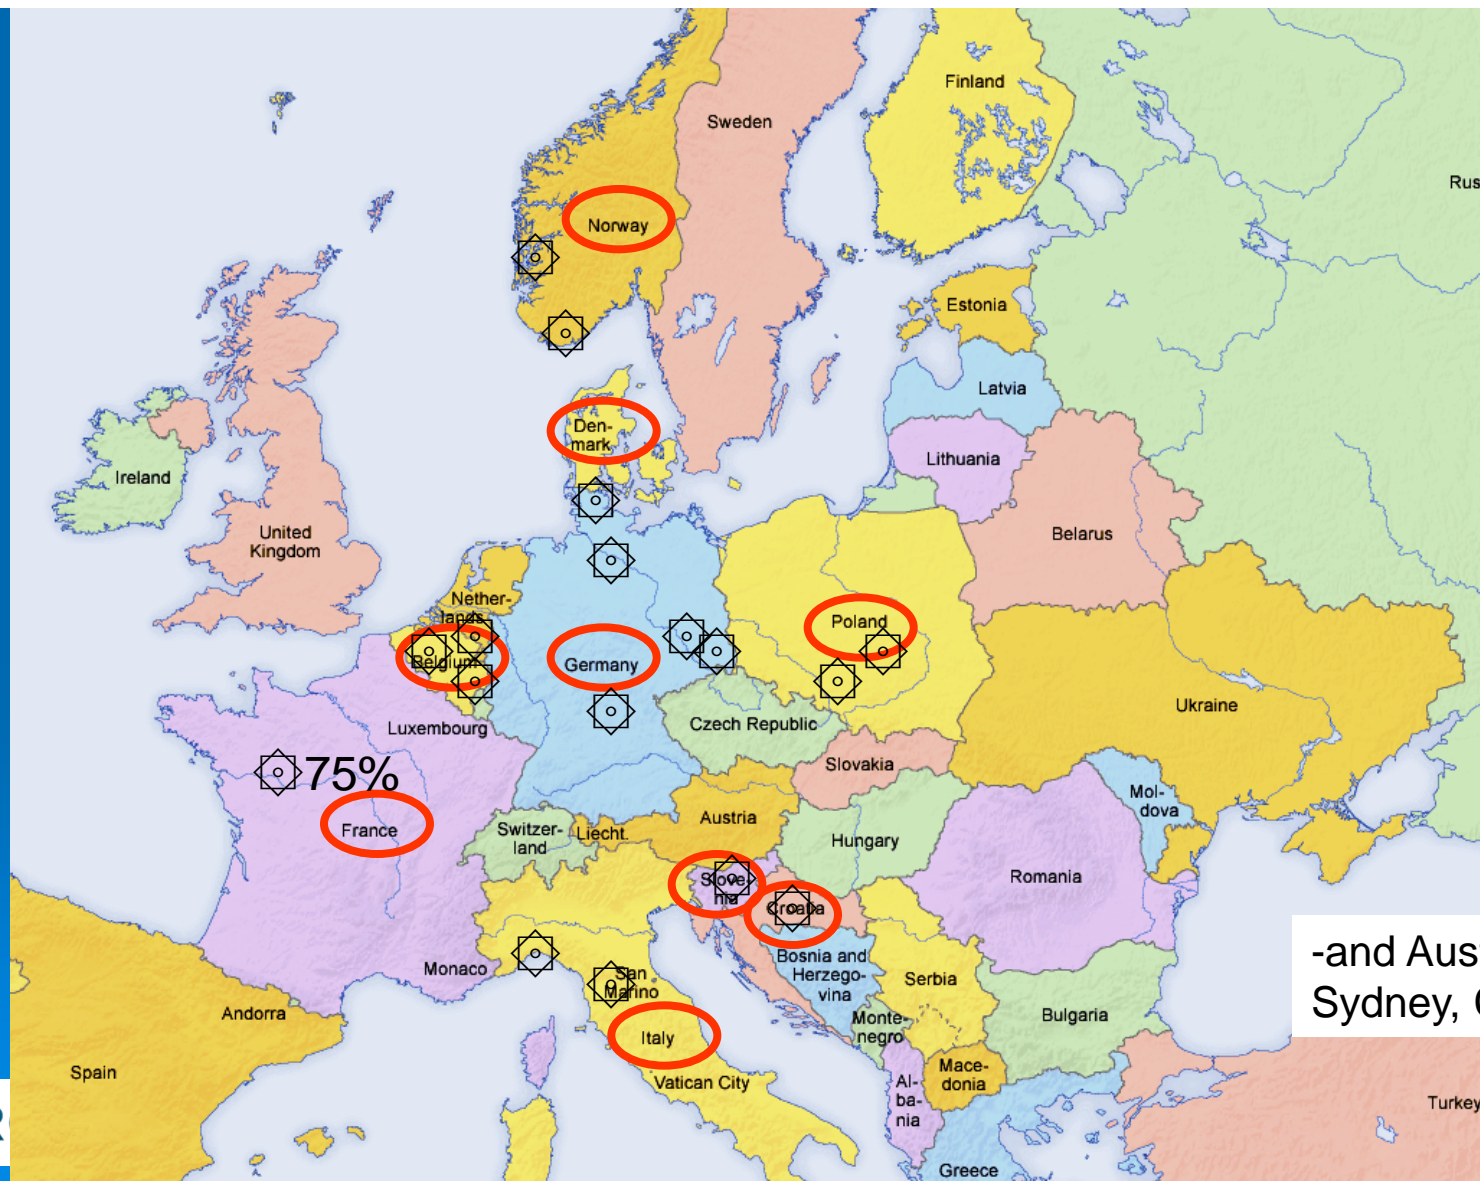 Finland
Sweden
Rus
Norway
Estonia
Latvia
Den-
mark
Lithuania
Ireland
United
Kingdom
Belarus
Nether-
lands
Poland
Belgium
Germany
Ukraine
Luxembourg
Czech Republic
Slovakia
75%
Mol-
dova
France
Switzer-
land
Liecht.
Austria
Hungary
Romania
Slove-
nia
Croatia
-and Aus
Sydney,
Monaco
San
Marino
Bosnia and
Herzego-
vina
Serbia
Andorra
Italy
Monte-
negro
Bulgaria
Spain
Vatican City
Al-
ba-
nia
Mace-
donia
Turkey
Greece